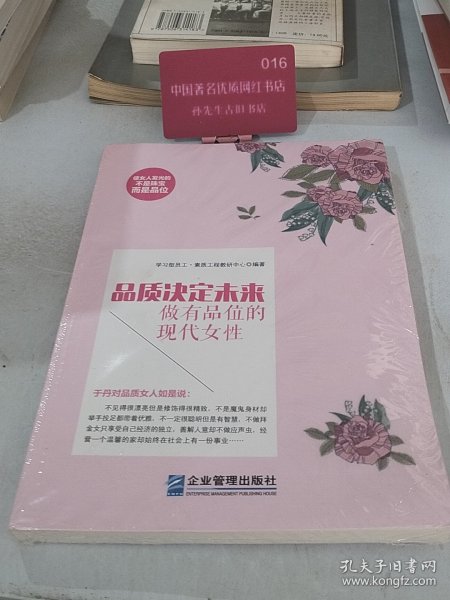 016
中国著名优质网红书店
孙先生古旧书店
使女人发光的
不是珠宝
而是品位
学习型员工·素质工程教研中心 编著
品质决定未来
做有品位的
现代女性
于丹对品质女人如是说：
不见得很漂亮但是修饰得很精致，不是魔鬼身材却
举手投足都带着优雅，不一定很聪明但是有智慧，不做拜
金女只享受自己经济的独立，善解人意却不做应声虫，经
营一个温馨的家却始终在社会上有一份事业……
企业管理出版社
ENTERPRISE MANAGEMENT PUBLISHING HOUSE
孔夫子旧书网
www.kongfz.com